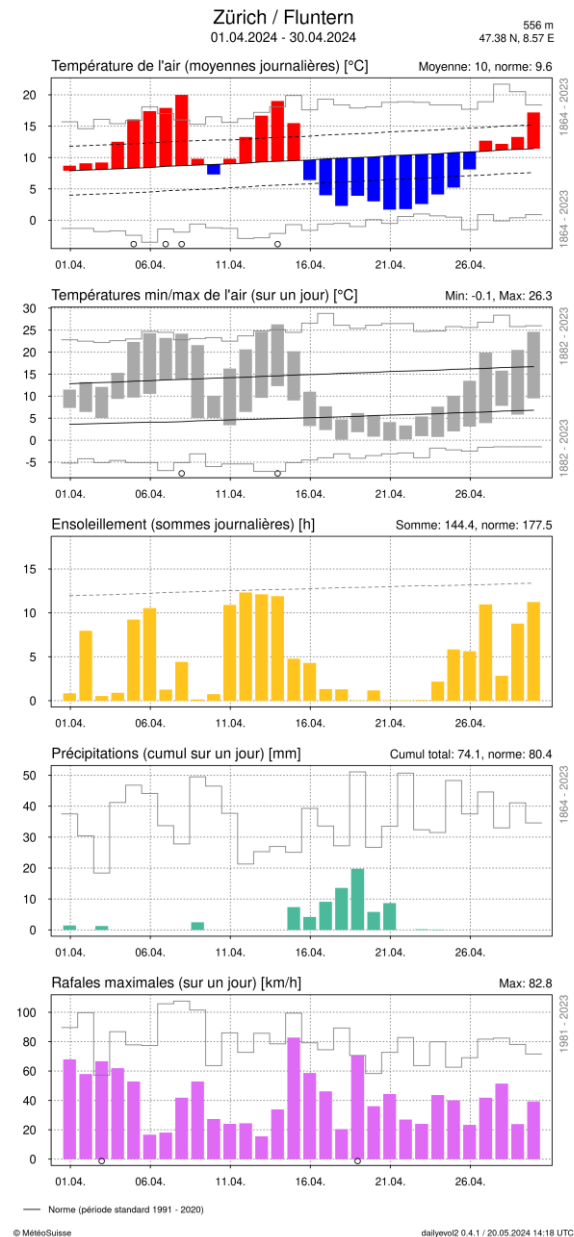 Zürich / Fluntern
01.04.2024 - 30.04.2024
556 m
47.38 N, 8.57 E
Température de l'air (moyennes journalières) [°C]
Moyenne: 10, norme: 9.6
20
15
10
5
0
1864 - 2023
1864 - 2023
01.04. 06.04. 11.04. 16.04. 21.04. 26.04.
Températures min/max de l'air (sur un jour) [°C]
Min: -0.1, Max: 26.3
30
25
20
15
10
5
0
-5
1882 - 2023
1882 - 2023
01.04. 06.04. 11.04. 16.04. 21.04. 26.04.
Ensoleillement (sommes journalières) [h]
Somme: 144.4, norme: 177.5
15
10
5
0
01.04. 06.04. 11.04. 16.04. 21.04. 26.04.
Précipitations (cumul sur un jour) [mm]
Cumul total: 74.1, norme: 80.4
50
40
30
20
10
0
1864 - 2023
01.04. 06.04. 11.04. 16.04. 21.04. 26.04.
Rafales maximales (sur un jour) [km/h]
Max: 82.8
100
80
60
40
20
0
1981 - 2023
01.04. 06.04. 11.04. 16.04. 21.04. 26.04.
Norme (période standard 1991 - 2020)
© MétéoSuisse
dailyevol2 0.4.1 / 20.05.2024 14:18 UTC